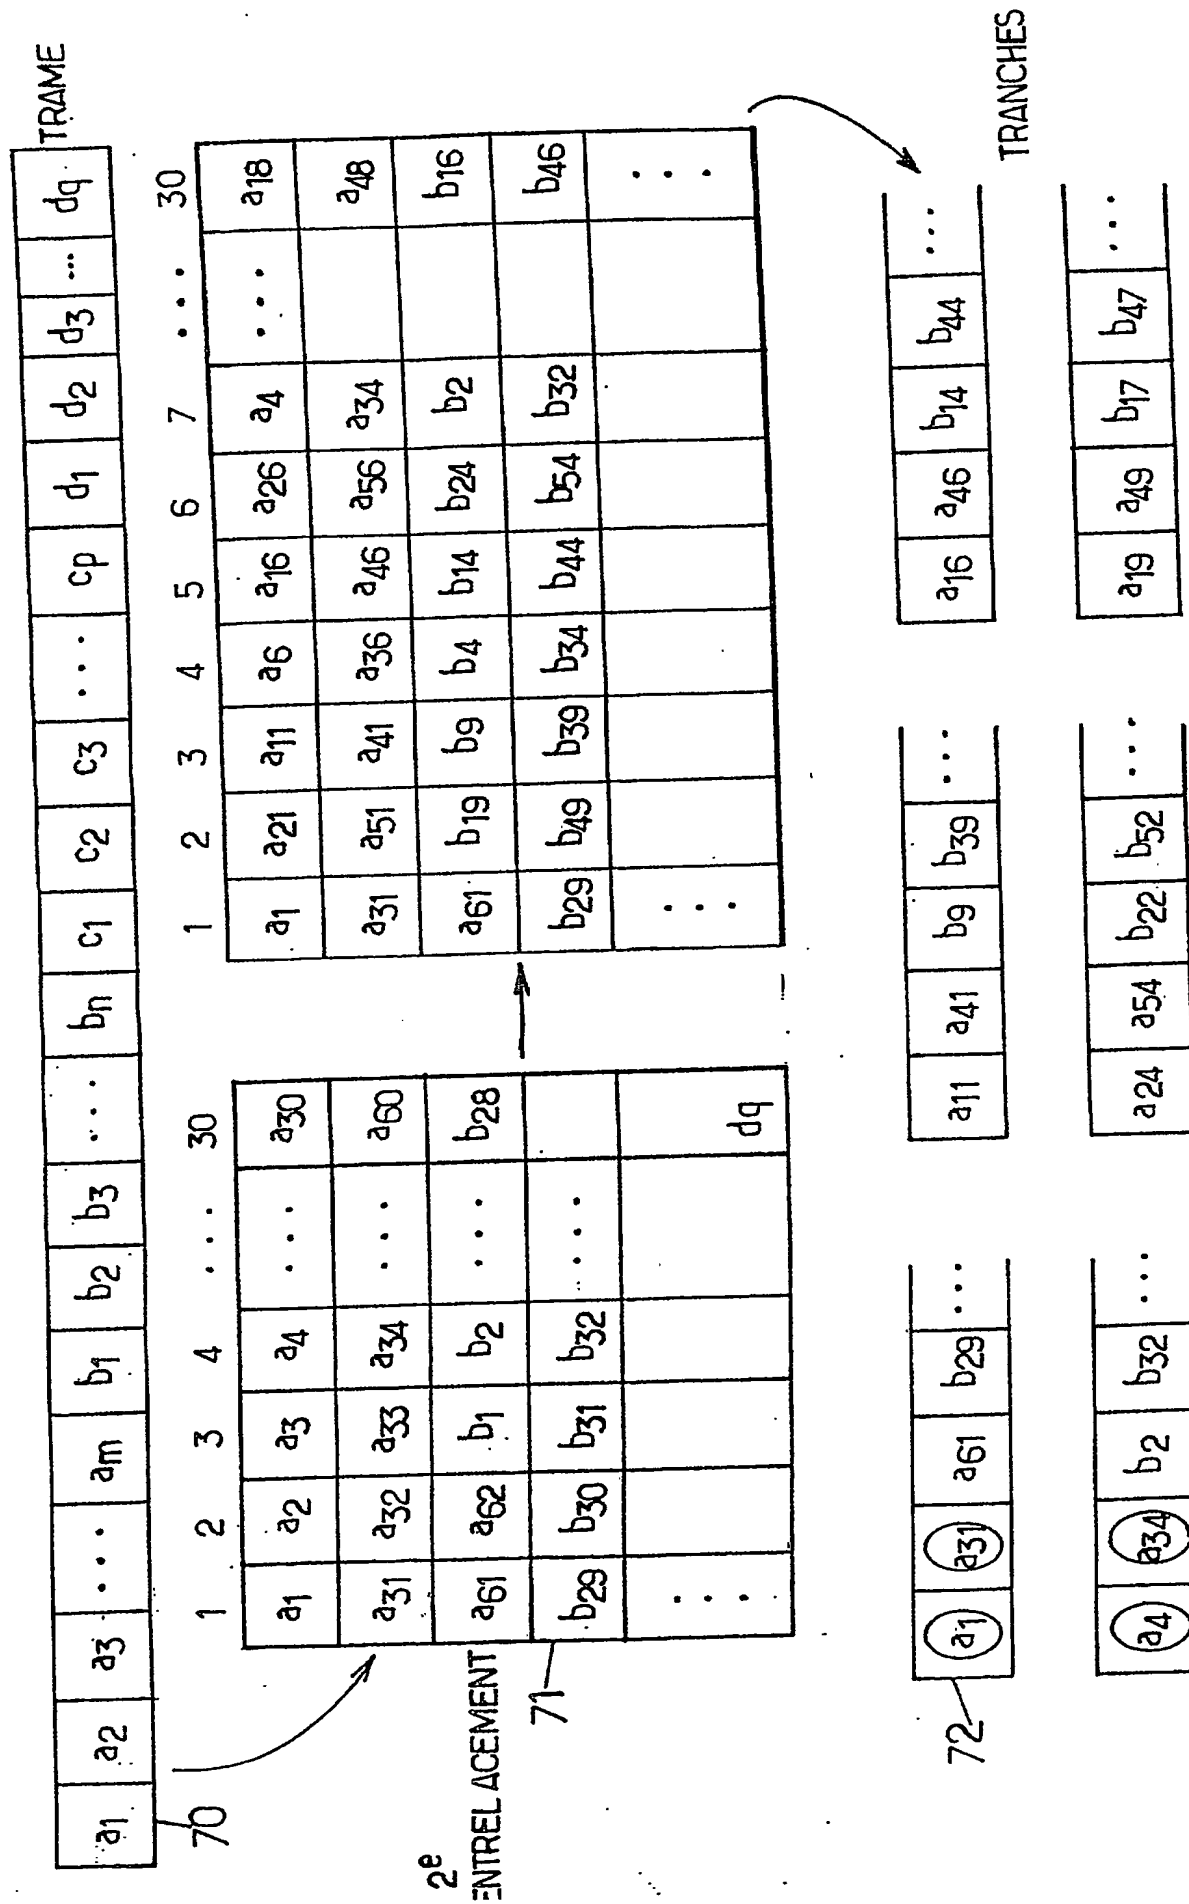 TRAME
a1 a2 a3 ... am b1 b2 b3 ... bn c1 c2 c3 ... cp d1 d2 d3 ... dq
70
2e
ENTRELACEMENT
1 2 3 4 ... 30
a1 a2 a3 a4 ... a30
a31 a32 a33 a34 ... a60
a61 a62 b1 b2 ... b28
b29 b30 b31 b32 ...
... dq
71
1 2 3 4 5 6 7 ... 30
a1 a21 a11 a6 a16 a26 a4 ... a18
a31 a51 a41 a36 a46 a56 a34 a48
a61 b19 b9 b4 b14 b24 b2 b16
b29 b49 b39 b34 b44 b54 b32 b46
... ...
TRANCHES
72
a1 a31 a61 b29 ...
a11 a41 b9 b39 ...
a16 a46 b14 b44 ...
a4 a34 b2 b32 ...
a24 a54 b22 b52 ...
a19 a49 b17 b47 ...